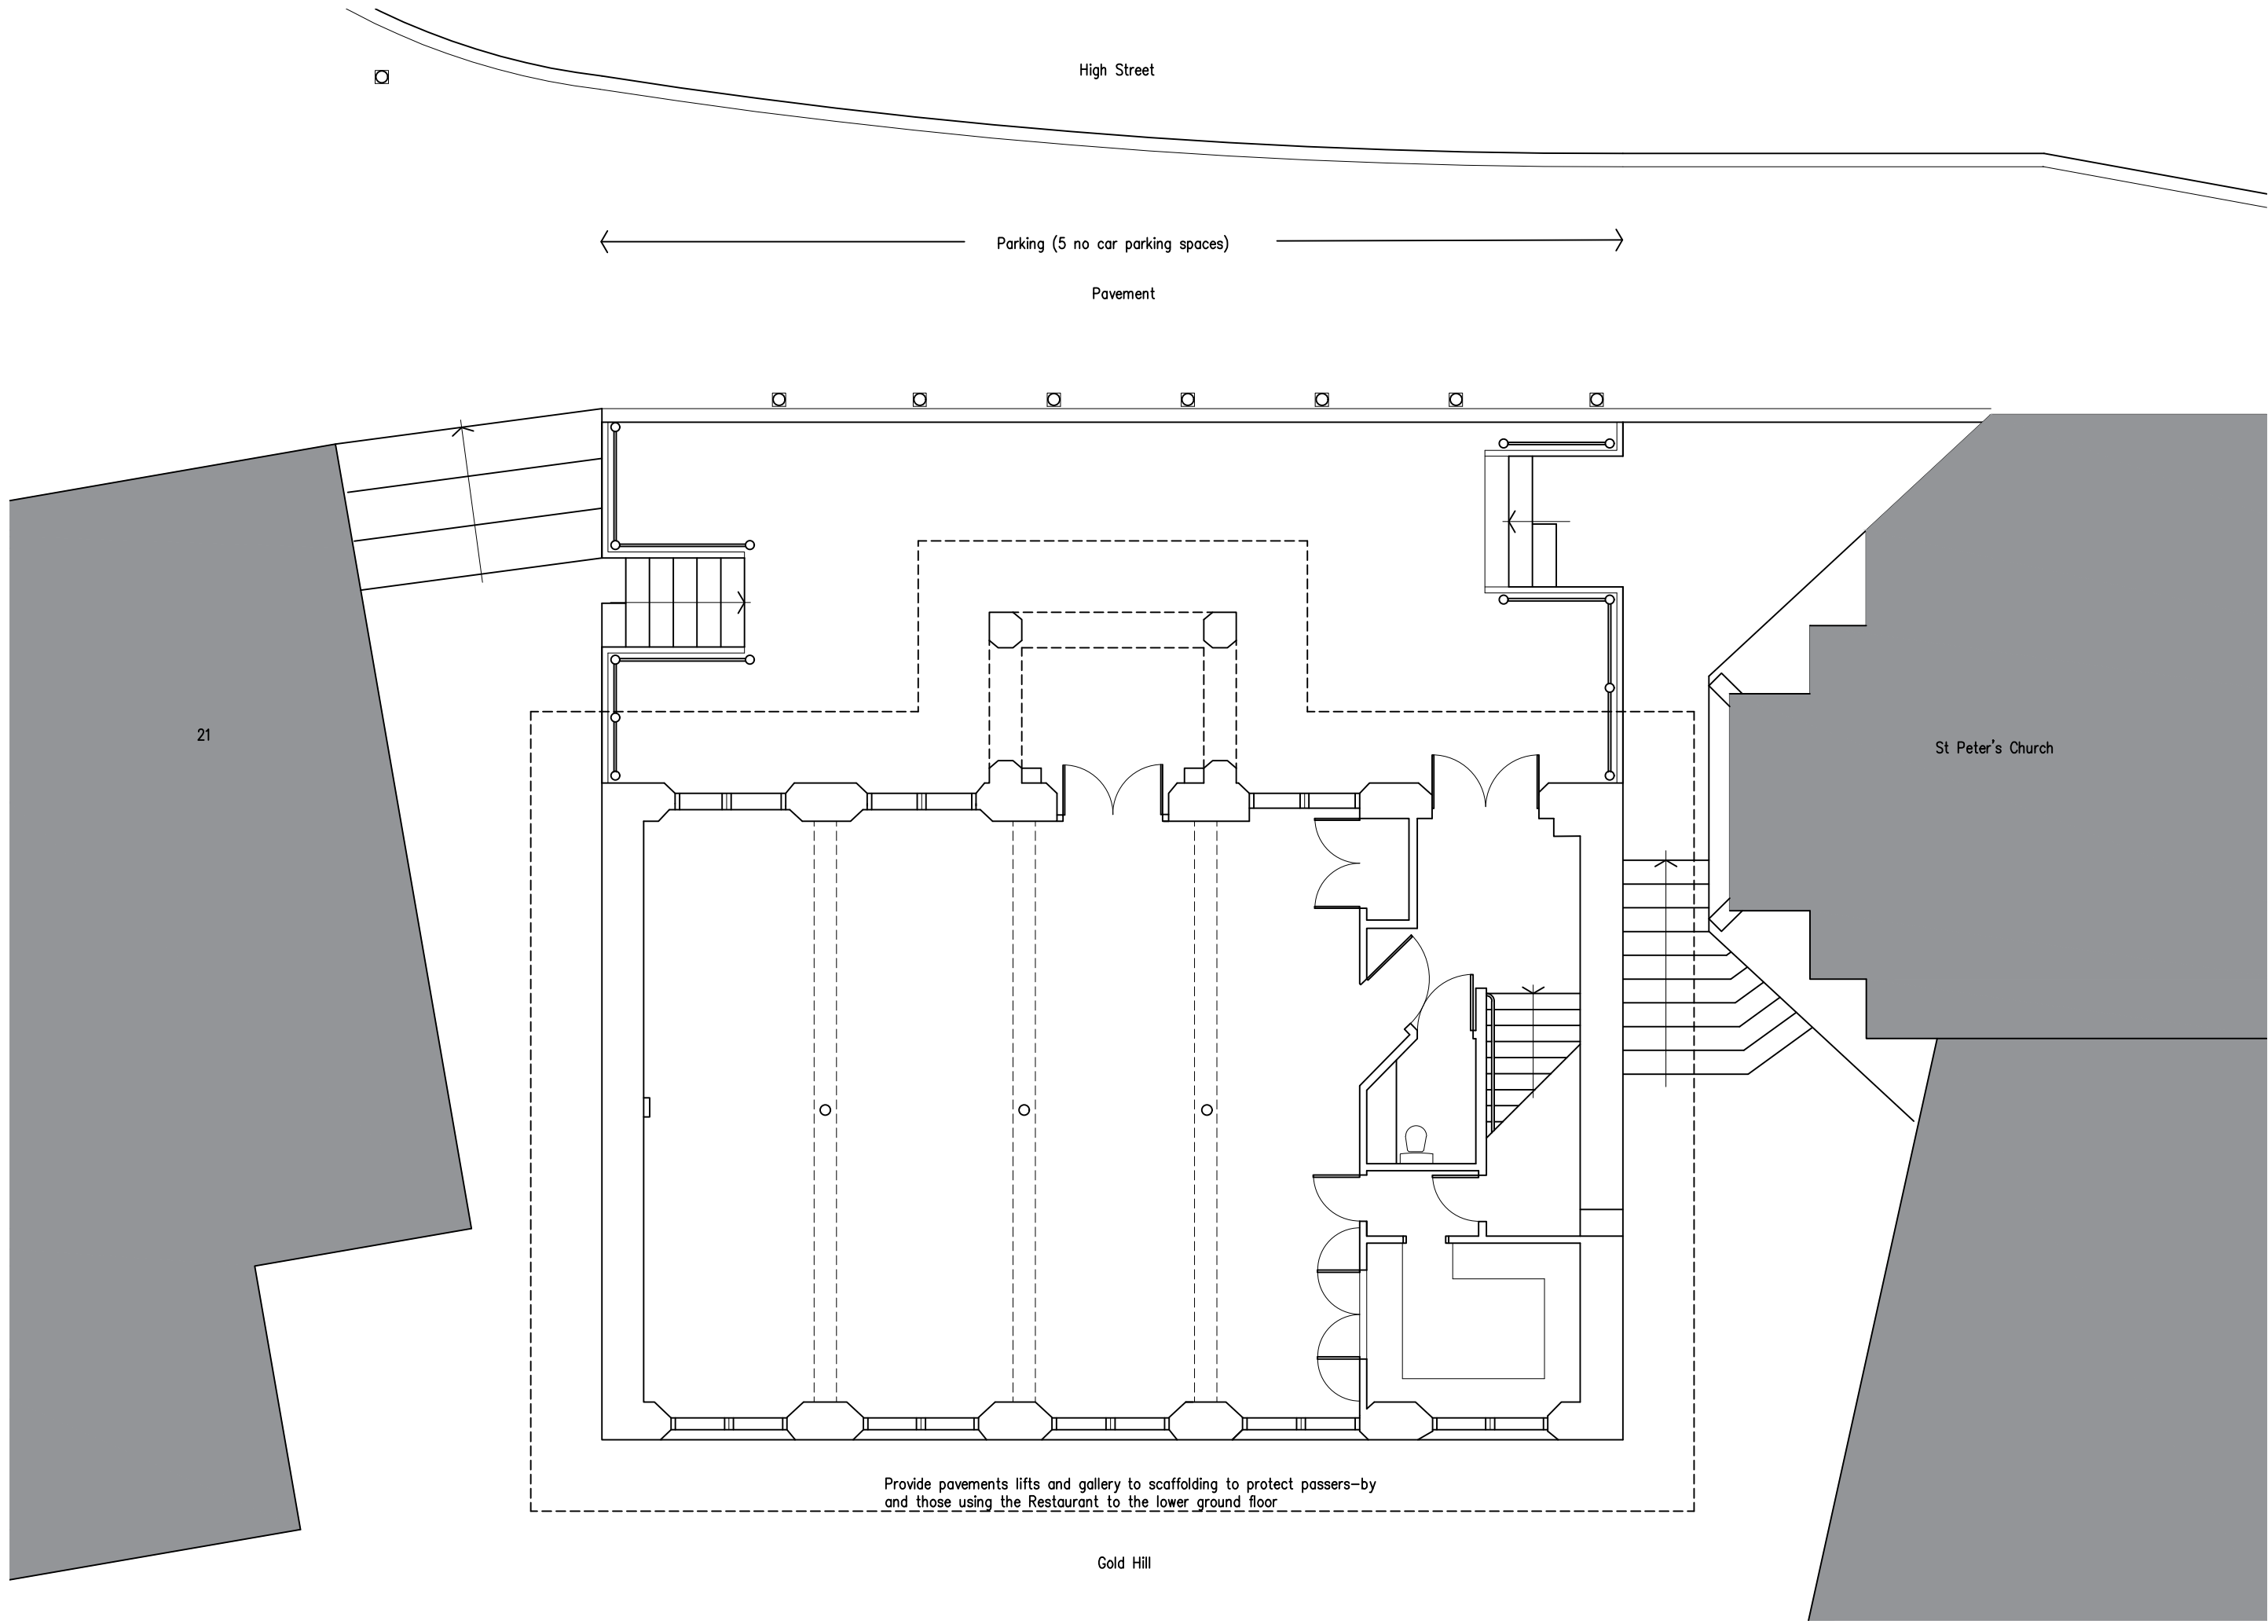 High Street
Parking (5 no car parking spaces)
Pavement
21
St Peter's Church
Provide pavements lifts and gallery to scaffolding to protect passers-by
and those using the Restaurant to the lower ground floor
Gold Hill